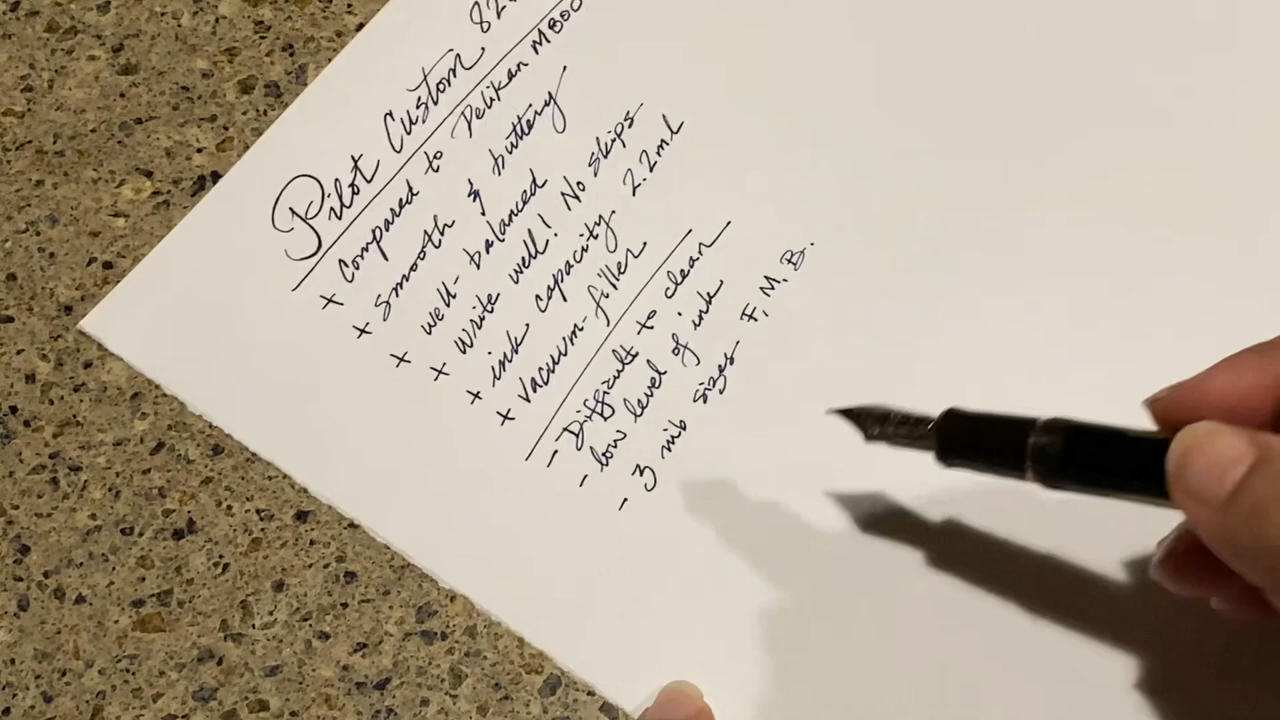 Pilot Custom 82
+ Compared to Pelikan M800
+ smooth & buttery
+ well-balanced
+ Write well! No skips
+ ink capacity 2.2ml
+ vacuum-filler
- Difficult to clean
- low level of ink
- 3 nib sizes F, M, B.